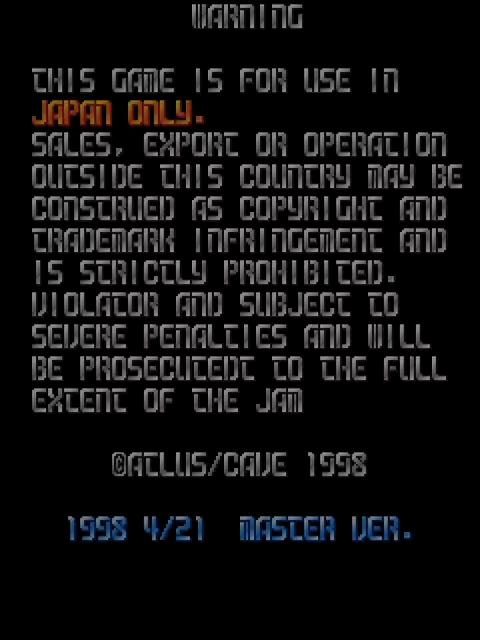 WARNING
THIS GAME IS FOR USE IN
JAPAN ONLY.
SALES, EXPORT OR OPERATION
OUTSIDE THIS COUNTRY MAY BE
CONSTRUED AS COPYRIGHT AND
TRADEMARK INFRINGEMENT AND
IS STRICTLY PROHIBITED.
VIOLATOR AND SUBJECT TO
SEVERE PENALTIES AND WILL
BE PROSECUTEDT TO THE FULL
EXTENT OF THE JAM
©ATLUS/CAVE 1998
1998 4/21 MASTER VER.